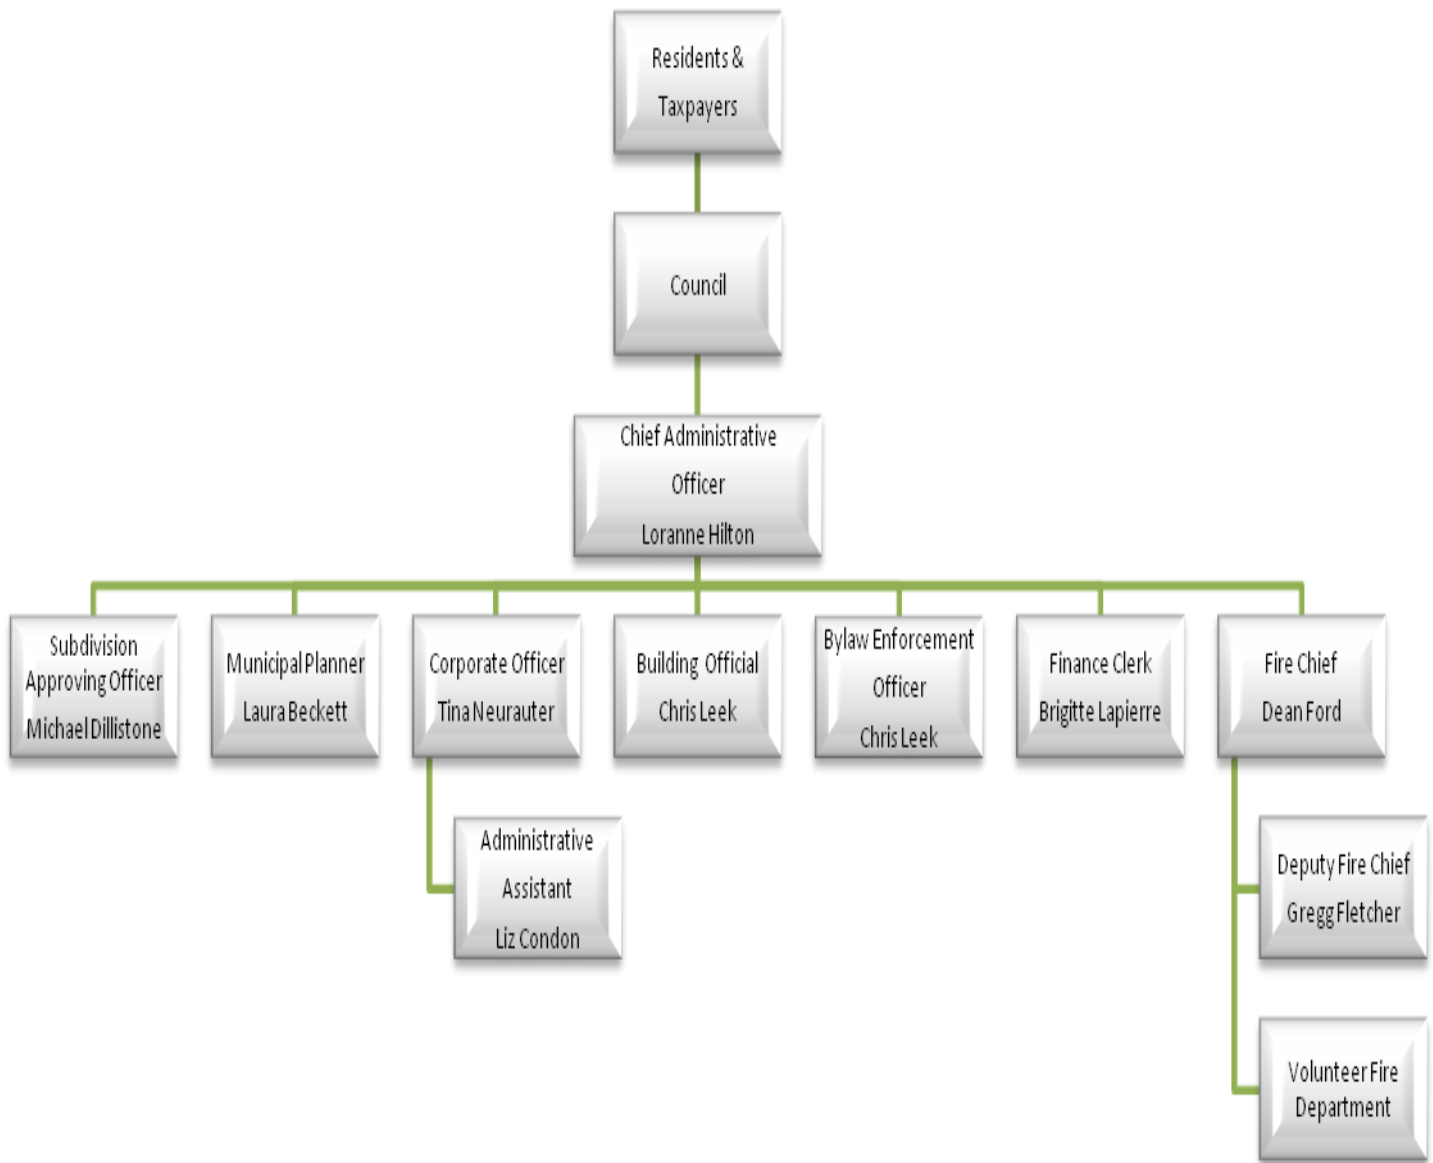 Residents &
Taxpayers
Council
Chief Administrative
Officer
Loranne Hilton
Subdivision
Approving Officer
Michael Dillistone
Municipal Planner
Laura Beckett
Corporate Officer
Tina Neurauter
Building Official
Chris Leek
Bylaw Enforcement
Officer
Chris Leek
Finance Clerk
Brigitte Lapierre
Fire Chief
Dean Ford
Administrative
Assistant
Liz Condon
Deputy Fire Chief
Gregg Fletcher
Volunteer Fire
Department